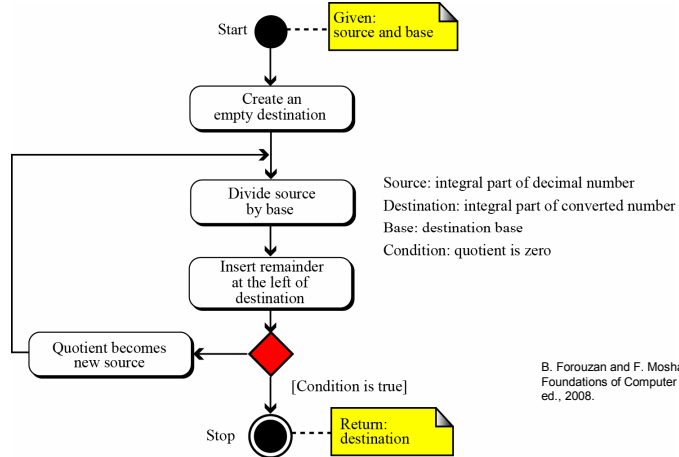 Given:
source and base
Start
Create an
empty destination
Divide source
by base
Source: integral part of decimal number
Destination: integral part of converted number
Base: destination base
Condition: quotient is zero
Insert remainder
at the left of
destination
Quotient becomes
new source
[Condition is true]
B. Forouzan and F. Mosha
Foundations of Computer
ed., 2008.
Stop
Return:
destination